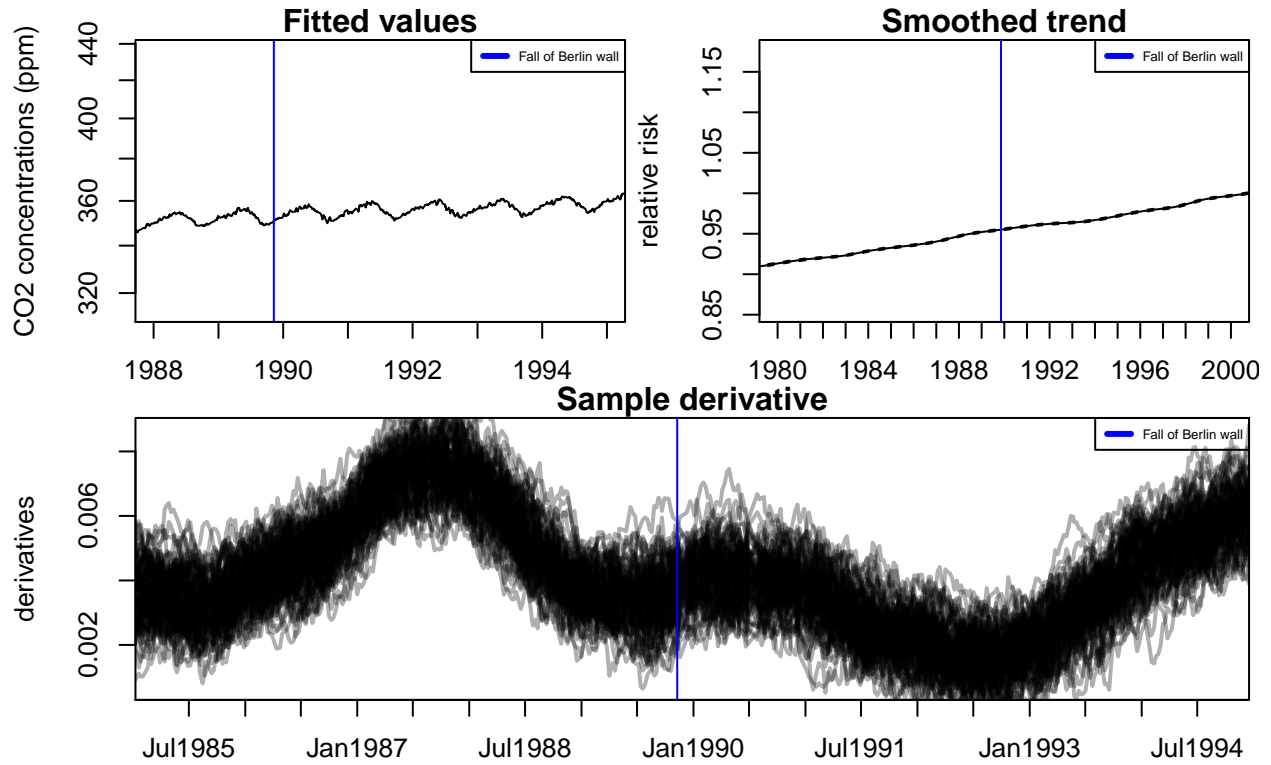 Fitted values
CO2 concentrations (ppm)
440
400
360
320
Fall of Berlin wall
1988
1990
1992
1994
Smoothed trend
relative risk
1.15
1.05
0.95
0.85
Fall of Berlin wall
1980
1984
1988
1992
1996
2000
Sample derivative
derivatives
0.006
0.002
Fall of Berlin wall
Jul1985
Jan1987
Jul1988
Jan1990
Jul1991
Jan1993
Jul1994